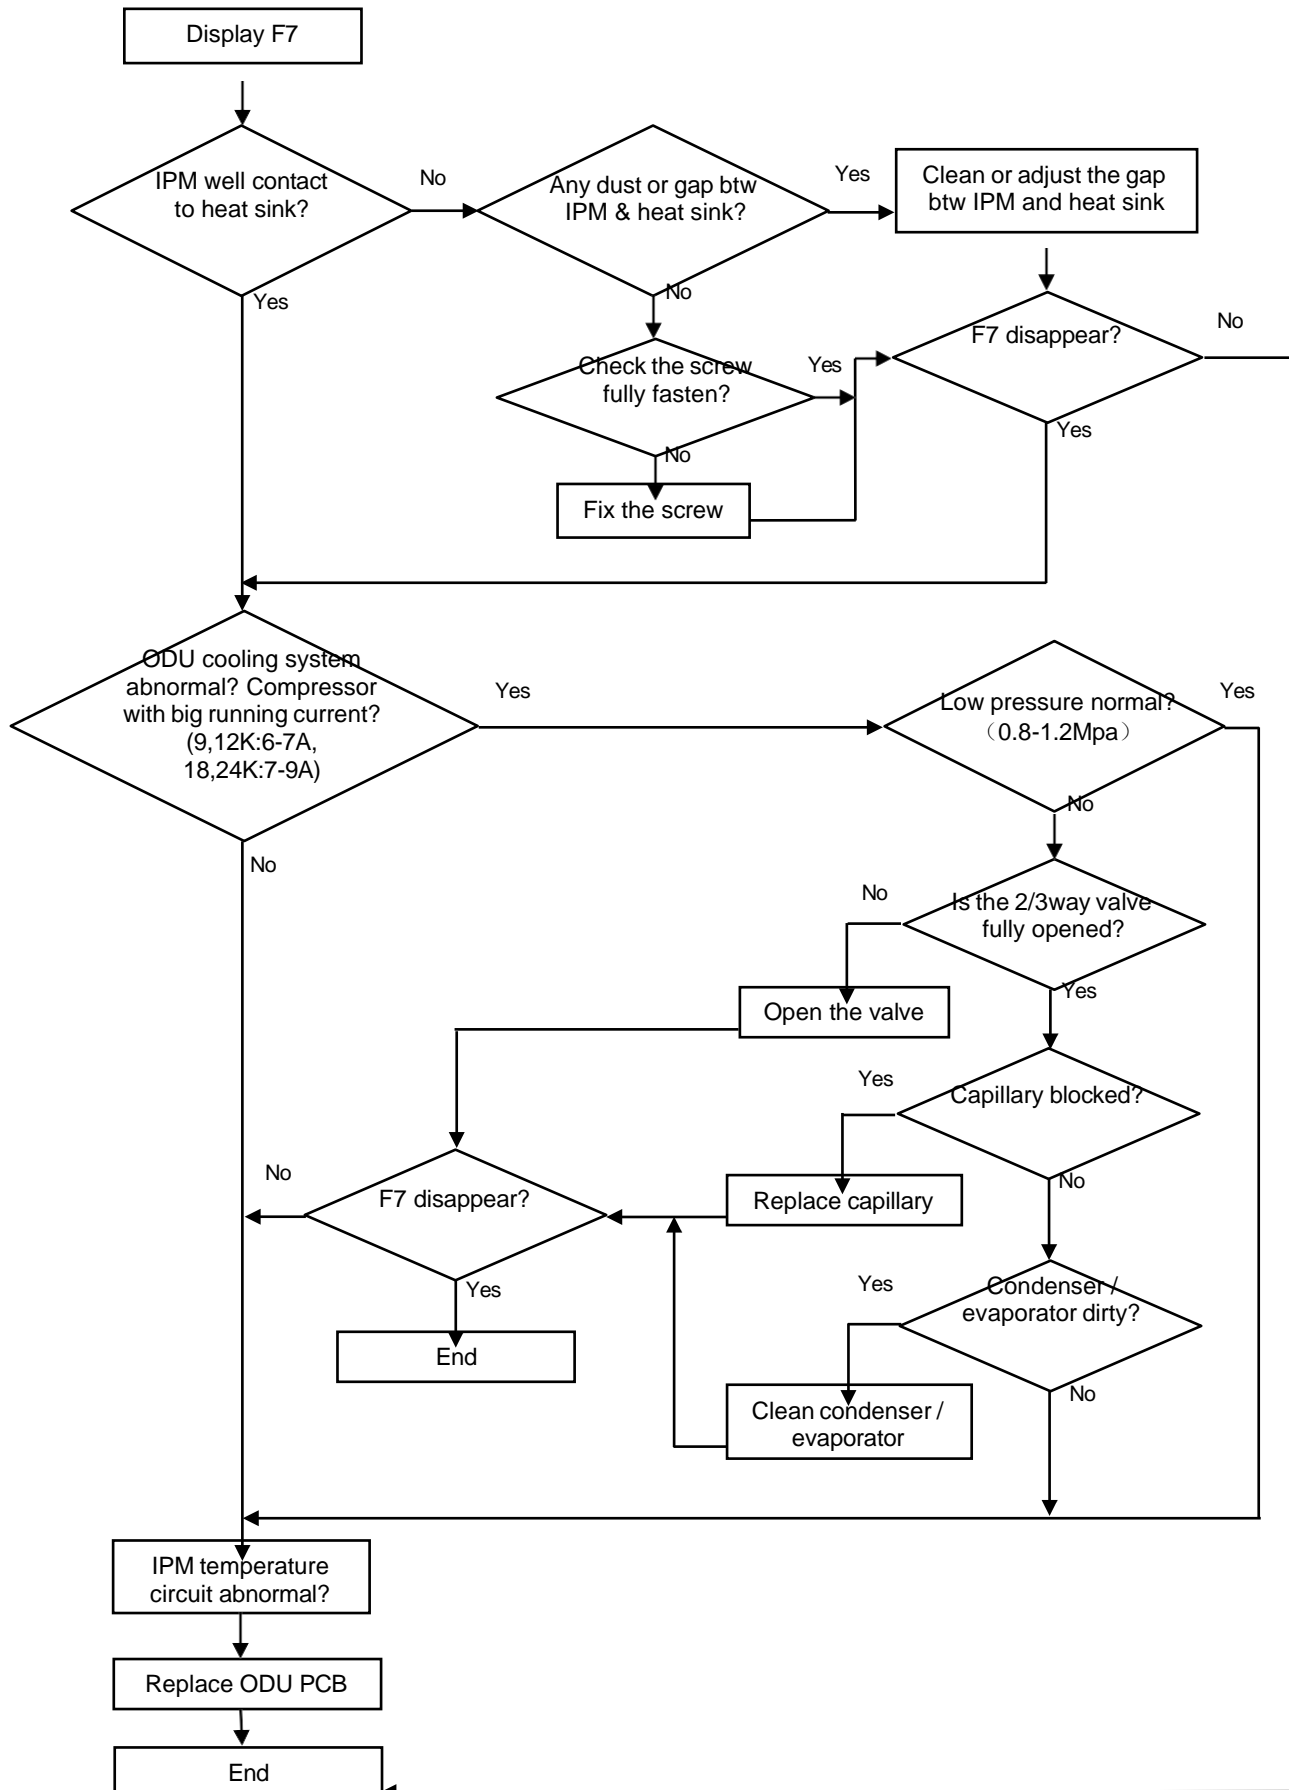 Display F7
IPM well contact
to heat sink?
No
Any dust or gap btw
IPM & heat sink?
Yes
Clean or adjust the gap
btw IPM and heat sink
Yes
No
F7 disappear?
No
Check the screw
fully fasten?
Yes
Yes
No
Fix the screw
ODU cooling system
abnormal? Compressor
with big running current?
(9,12K:6-7A,
18,24K:7-9A)
Yes
Low pressure normal?
（0.8-1.2Mpa）
Yes
No
No
No
Is the 2/3way valve
fully opened?
Yes
Open the valve
Yes
Capillary blocked?
No
No
F7 disappear?
Replace capillary
Yes
Yes
Condenser /
evaporator dirty?
End
No
Clean condenser /
evaporator
IPM temperature
circuit abnormal?
Replace ODU PCB
End